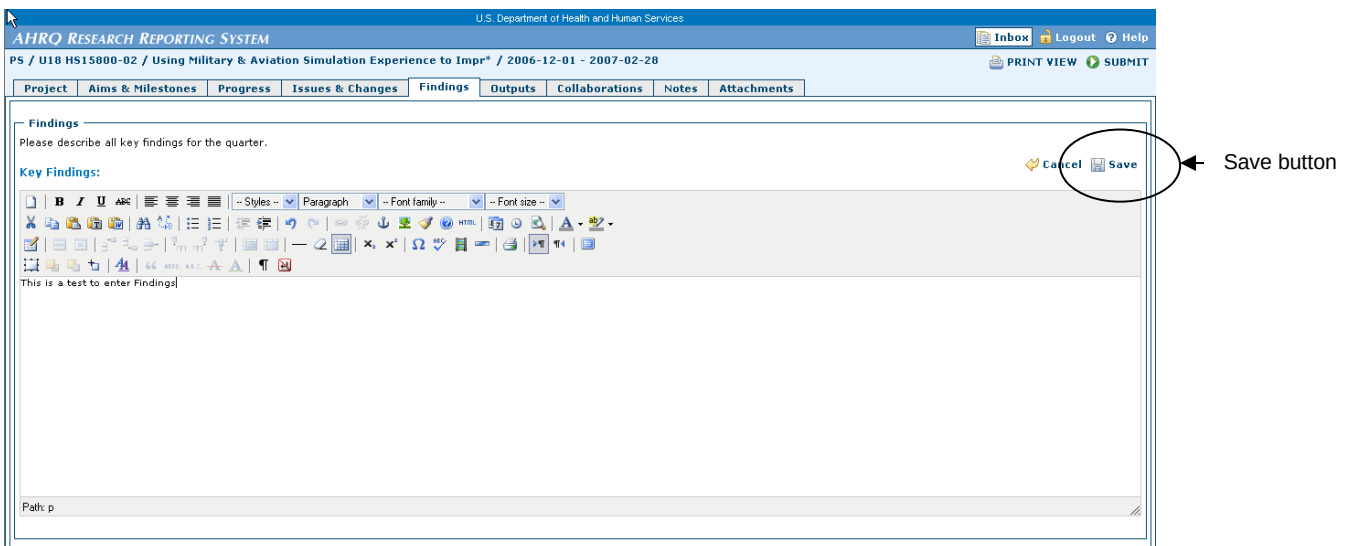 U.S. Department of Health and Human Services
AHRQ RESEARCH REPORTING SYSTEM
Inbox Logout Help
PS / U18 HS15800-02 / Using Military & Aviation Simulation Experience to Impr* / 2006-12-01 - 2007-02-28
PRINT VIEW SUBMIT
Project Aims & Milestones Progress Issues & Changes Findings Outputs Collaborations Notes Attachments
Findings
Please describe all key findings for the quarter.
Cancel Save
Save button
Key Findings:
B I U ABC -- Styles -- Paragraph -- Font family -- -- Font size --
HTML A ab
This is a test to enter Findings
Path: p